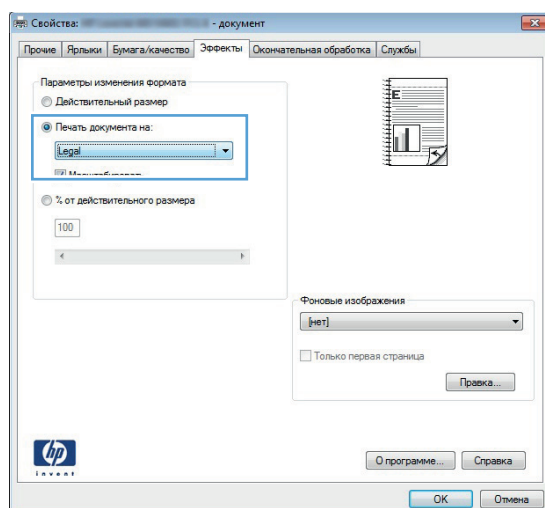 Свойства: - документ
Прочие Ярлыки Бумага/качество Эффекты Окончательная обработка Службы
Параметры изменения формата
Действительный размер
Печать документа на:
Legal
% от действительного размера
100
E
Фоновые изображения
[нет]
Только первая страница
Правка...
hp
invent
О программе... Справка
OK Отмена